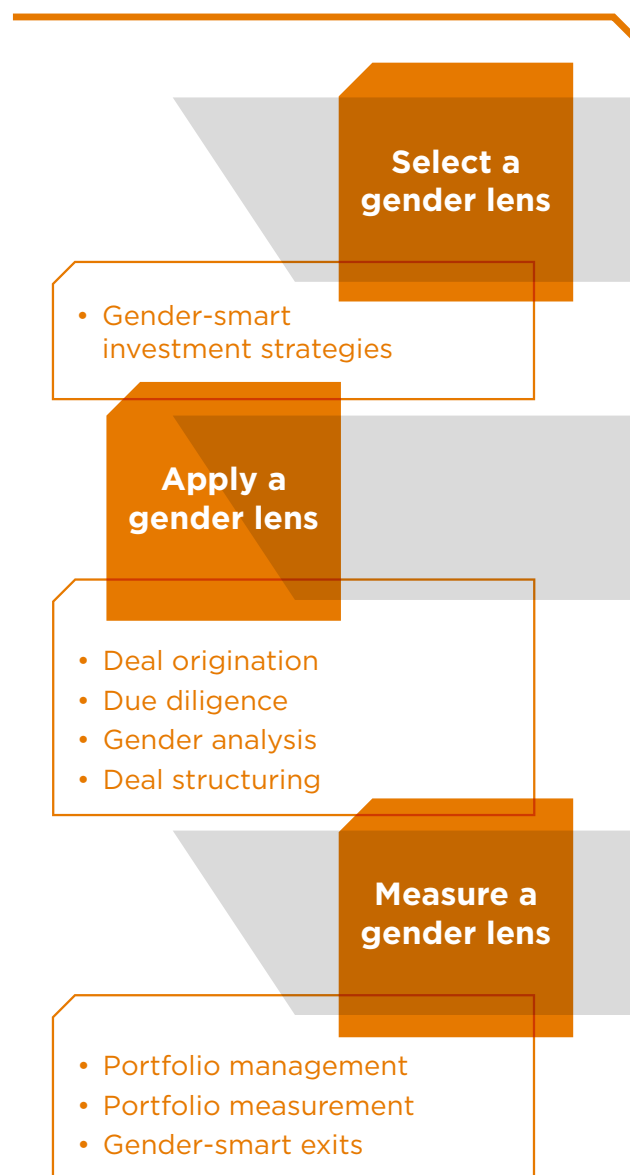 Select a
gender lens
• Gender-smart
investment strategies
Apply a
gender lens
• Deal origination
• Due diligence
• Gender analysis
• Deal structuring
Measure a
gender lens
• Portfolio management
• Portfolio measurement
• Gender-smart exits